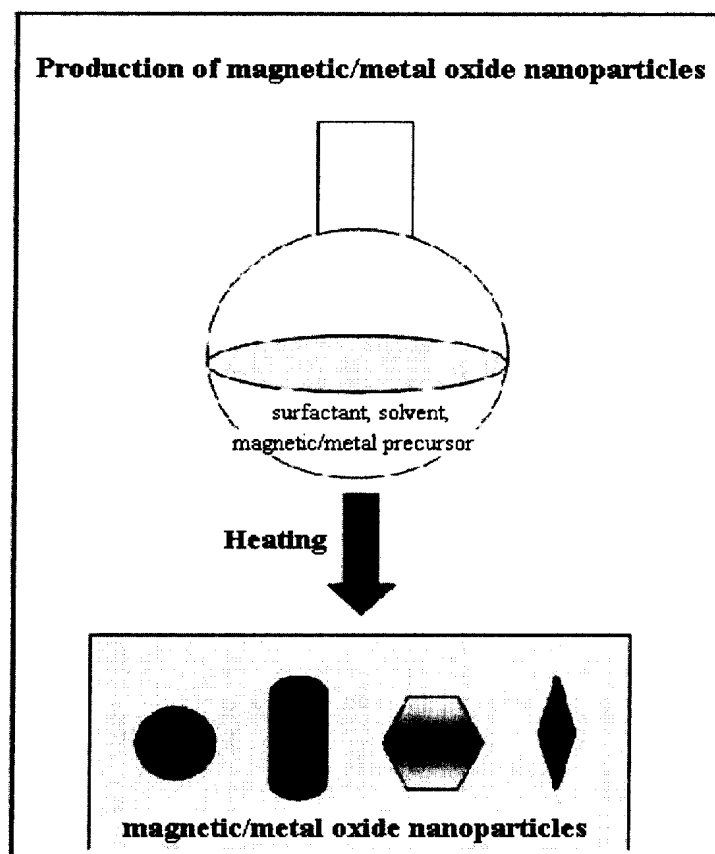 Production of magnetic/metal oxide nanoparticles
surfactant, solvent,
magnetic/metal precursor
Heating
magnetic/metal oxide nanoparticles